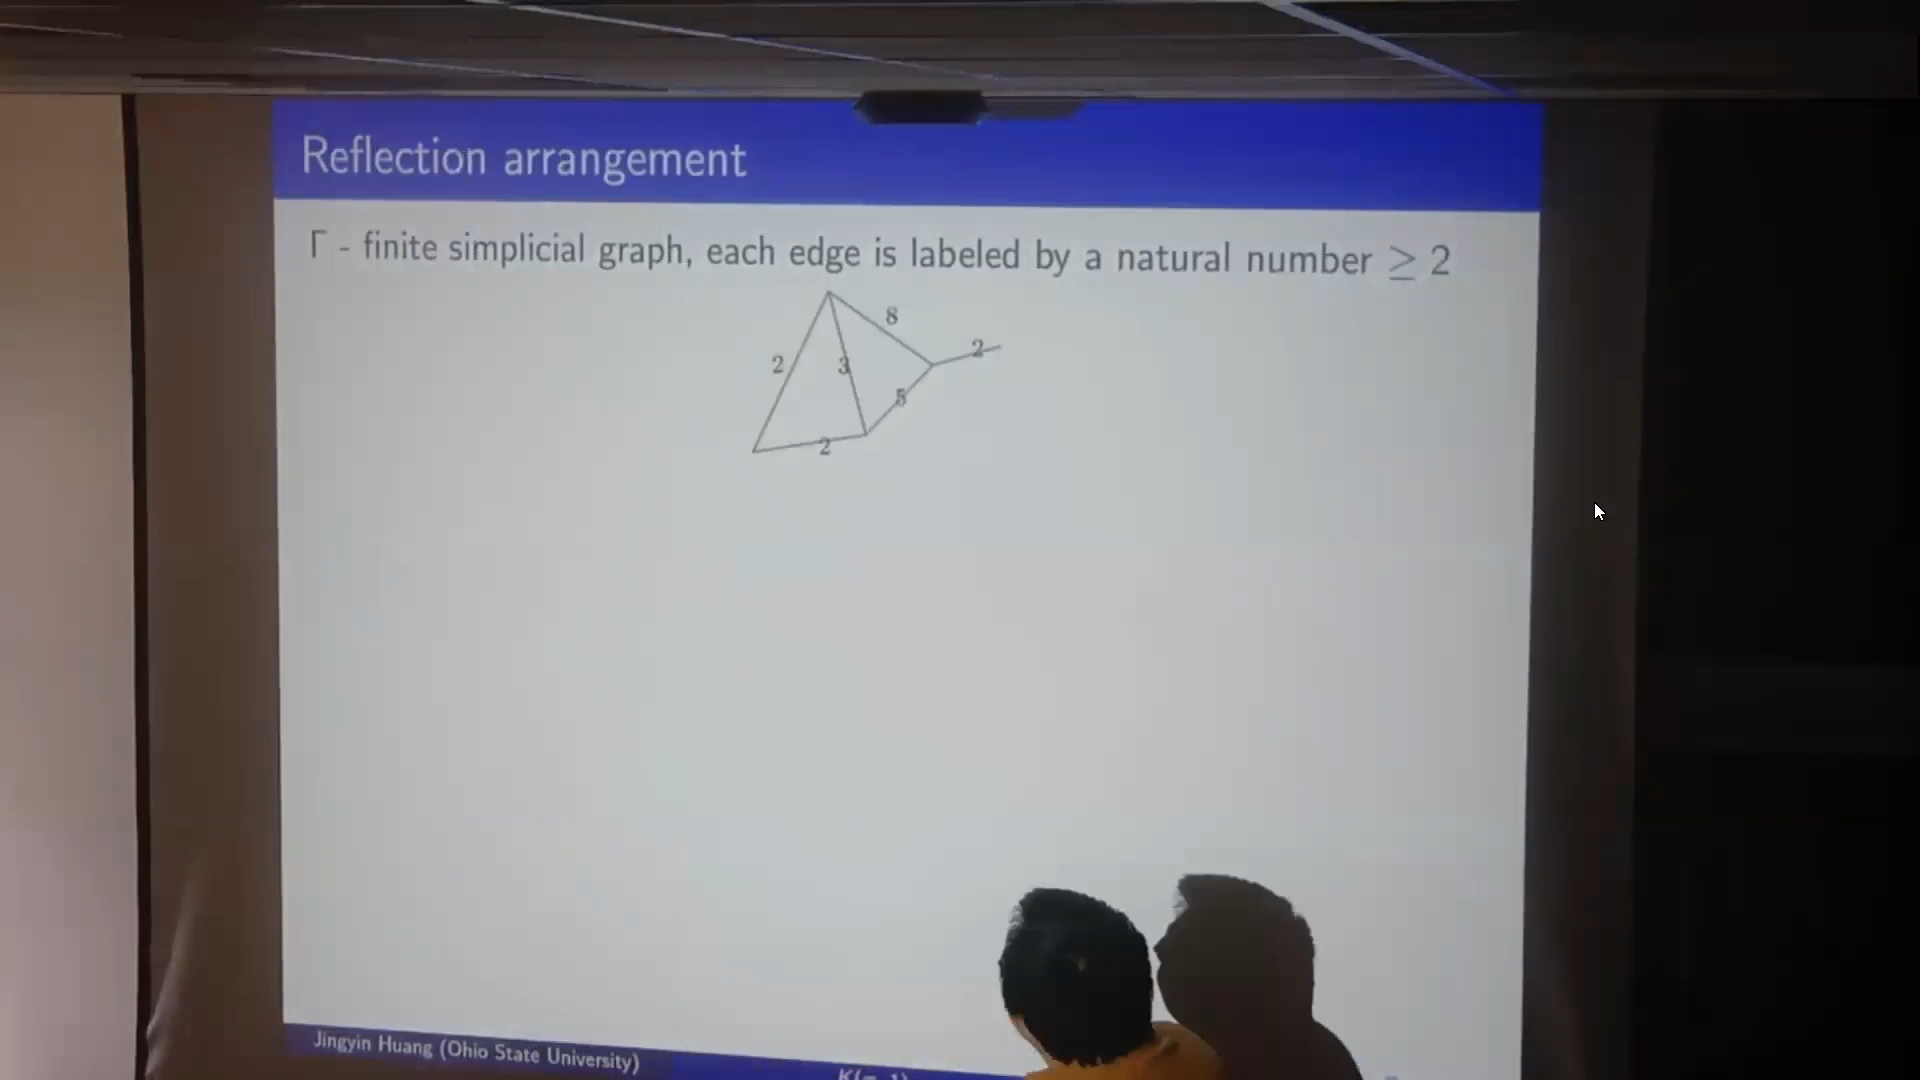 Reflection arrangement
Γ - finite simplicial graph, each edge is labeled by a natural number ≥ 2
8
2
2
3
5
2
Jingyin Huang (Ohio State University)